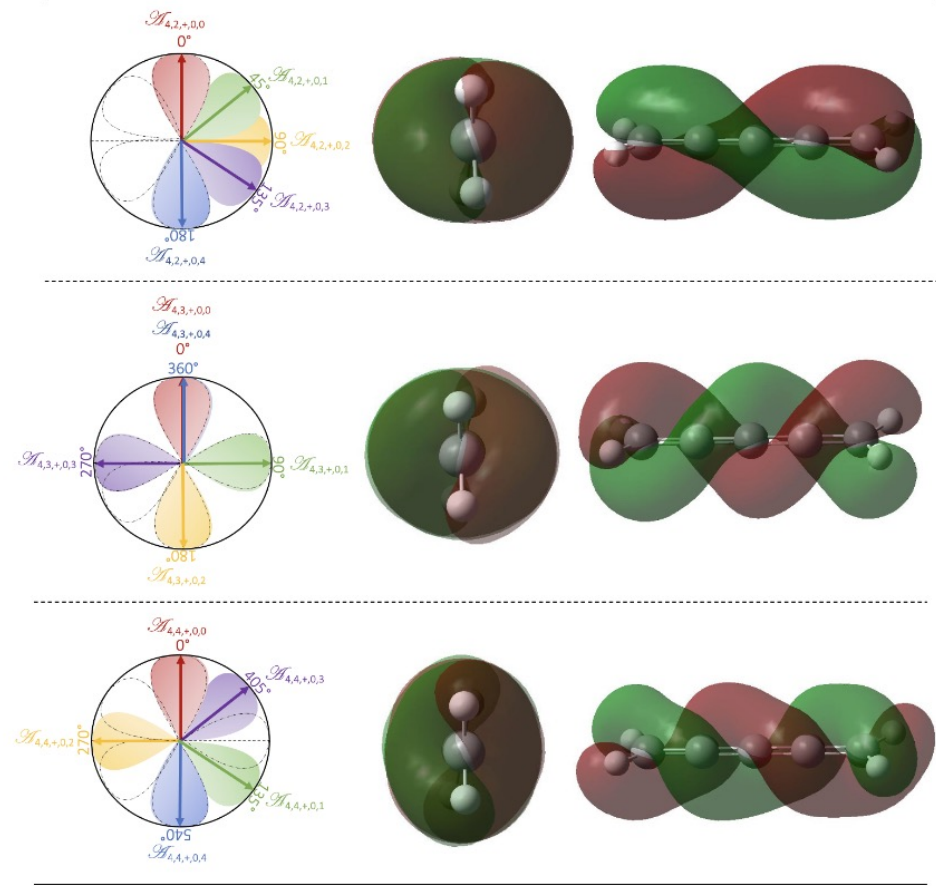 𝒜4,2,+,0,0
0°
45°
𝒜4,2,+,0,1
90°
𝒜4,2,+,0,2
135°
𝒜4,2,+,0,3
180°
𝒜4,2,+,0,4
𝒜4,3,+,0,0
𝒜4,3,+,0,4
0°
360°
𝒜4,3,+,0,3
270°
90°
𝒜4,3,+,0,1
180°
𝒜4,3,+,0,2
𝒜4,4,+,0,0
0°
405°
𝒜4,4,+,0,3
𝒜4,4,+,0,2
270°
135°
𝒜4,4,+,0,1
540°
𝒜4,4,+,0,4